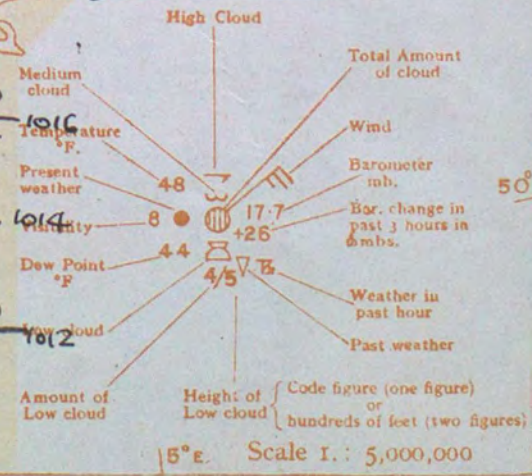 High Cloud
Total Amount
of cloud
Medium
cloud
1016
Temperature
°F.
Wind
Present
weather
48
Barometer
mb.
50°
1014
Visibility
8
17.7
+26
Bar. change in
past 3 hours in
mbs.
Dew Point
°F
44
4/5
Weather in
past hour
Low cloud
1012
Past weather
Amount of
Low cloud
Height of
Low cloud
Code figure (one figure)
or
hundreds of feet (two figures)
5° E.
Scale 1. : 5,000,000